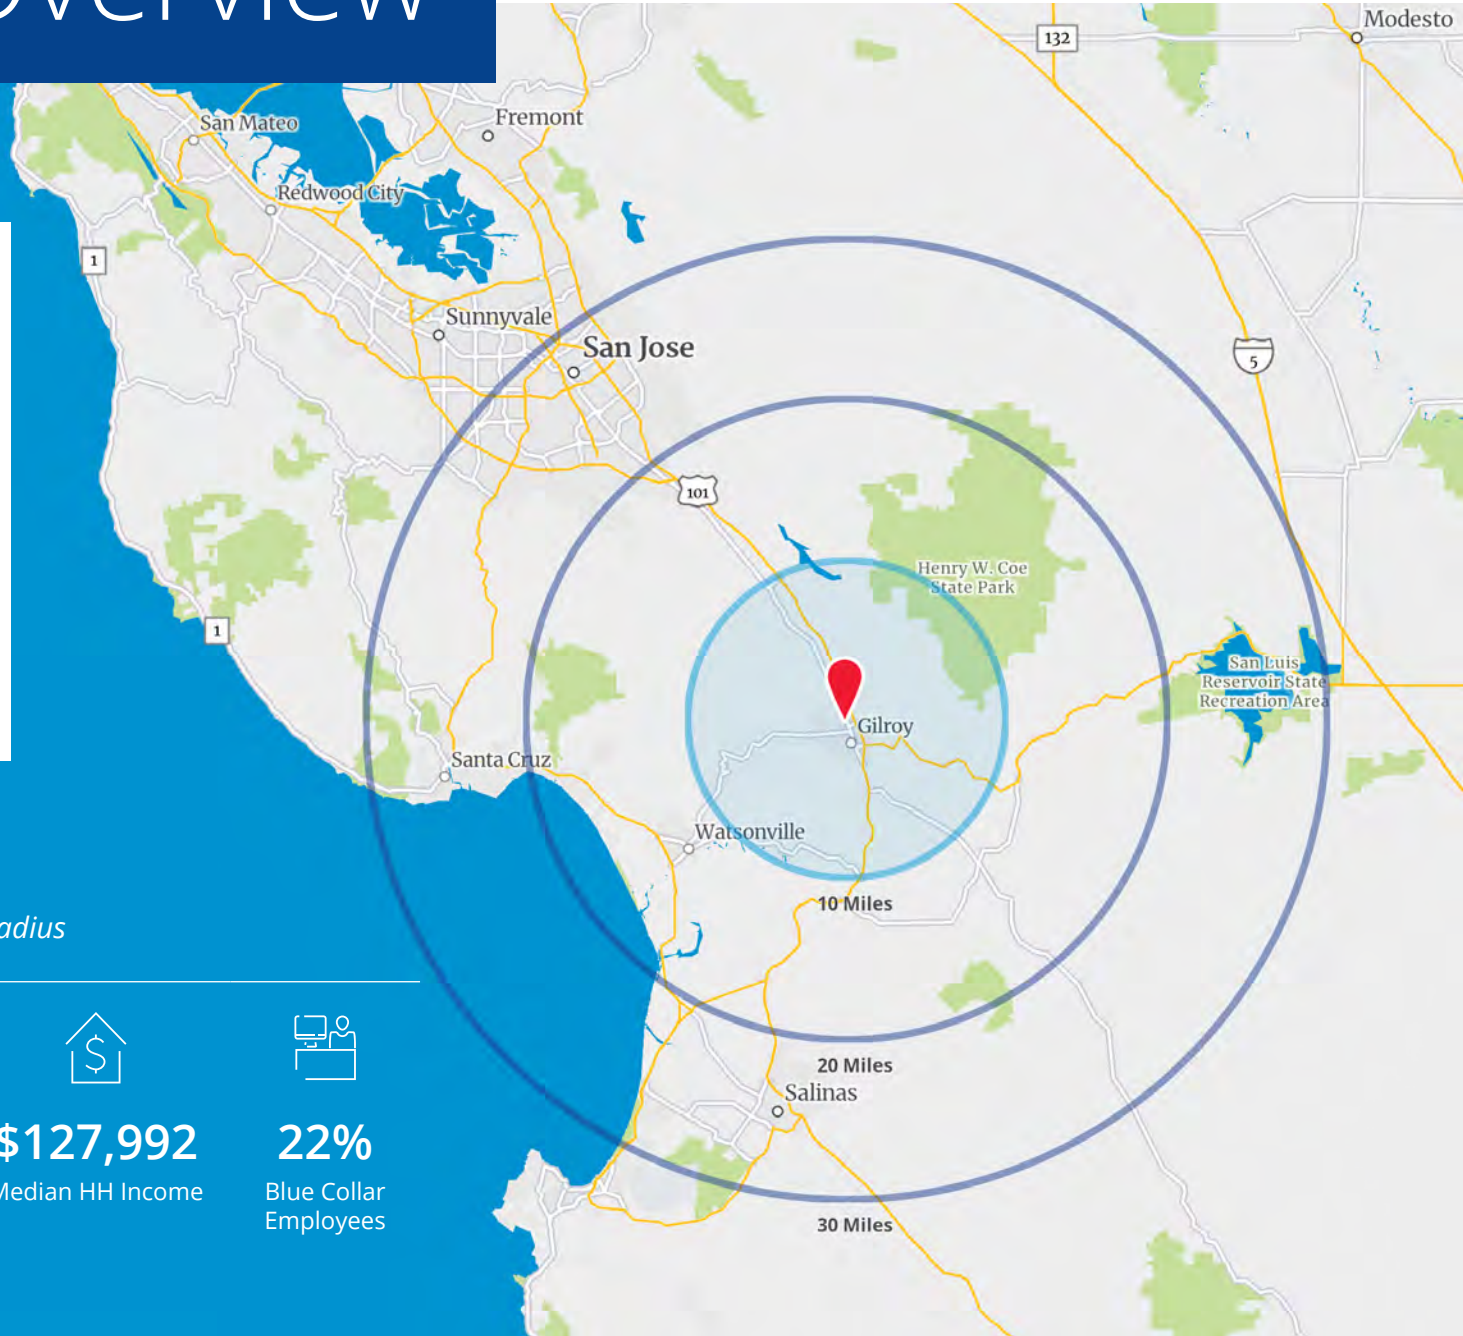 Overview
Modesto
132
Fremont
San Mateo
Redwood City
1
Sunnyvale
San Jose
5
101
Henry W. Coe
State Park
1
San Luis
Reservoir State
Recreation Area
Gilroy
Santa Cruz
Watsonville
10 Miles
adius
20 Miles
Salinas
$127,992
22%
Median HH Income
Blue Collar
Employees
30 Miles